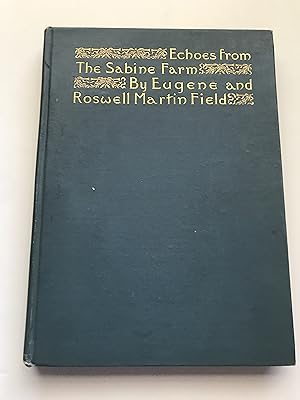 Echoes from
The Sabine Farm:
By Eugene and
Roswell Martin Field